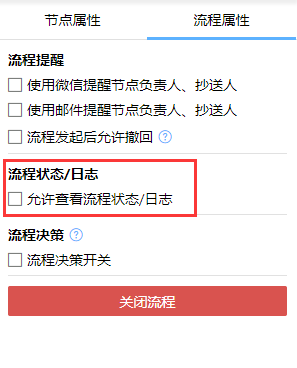 节点属性 流程属性
流程提醒
使用微信提醒节点负责人、抄送人
使用邮件提醒节点负责人、抄送人
流程发起后允许撤回 ?
流程状态/日志
允许查看流程状态/日志
流程决策 ?
流程决策开关
关闭流程